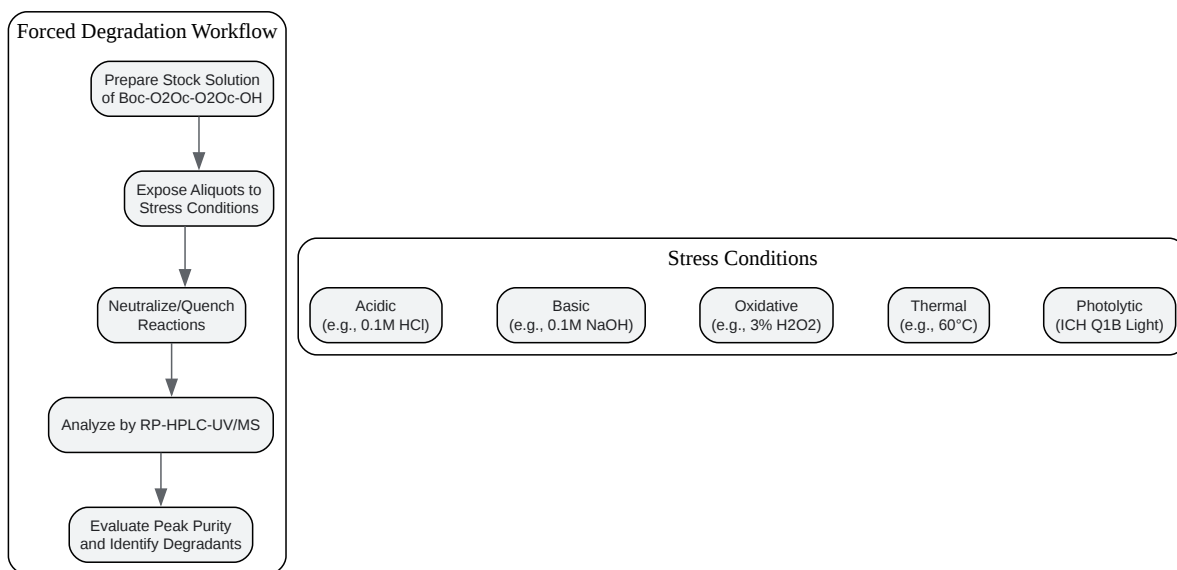 Forced Degradation Workflow
Prepare Stock Solution
of Boc-O2Oc-O2Oc-OH
Expose Aliquots to
Stress Conditions
Neutralize/Quench
Reactions
Analyze by RP-HPLC-UV/MS
Evaluate Peak Purity
and Identify Degradants
Stress Conditions
Acidic
(e.g., 0.1M HCl)
Basic
(e.g., 0.1M NaOH)
Oxidative
(e.g., 3% H2O2)
Thermal
(e.g., 60°C)
Photolytic
(ICH Q1B Light)